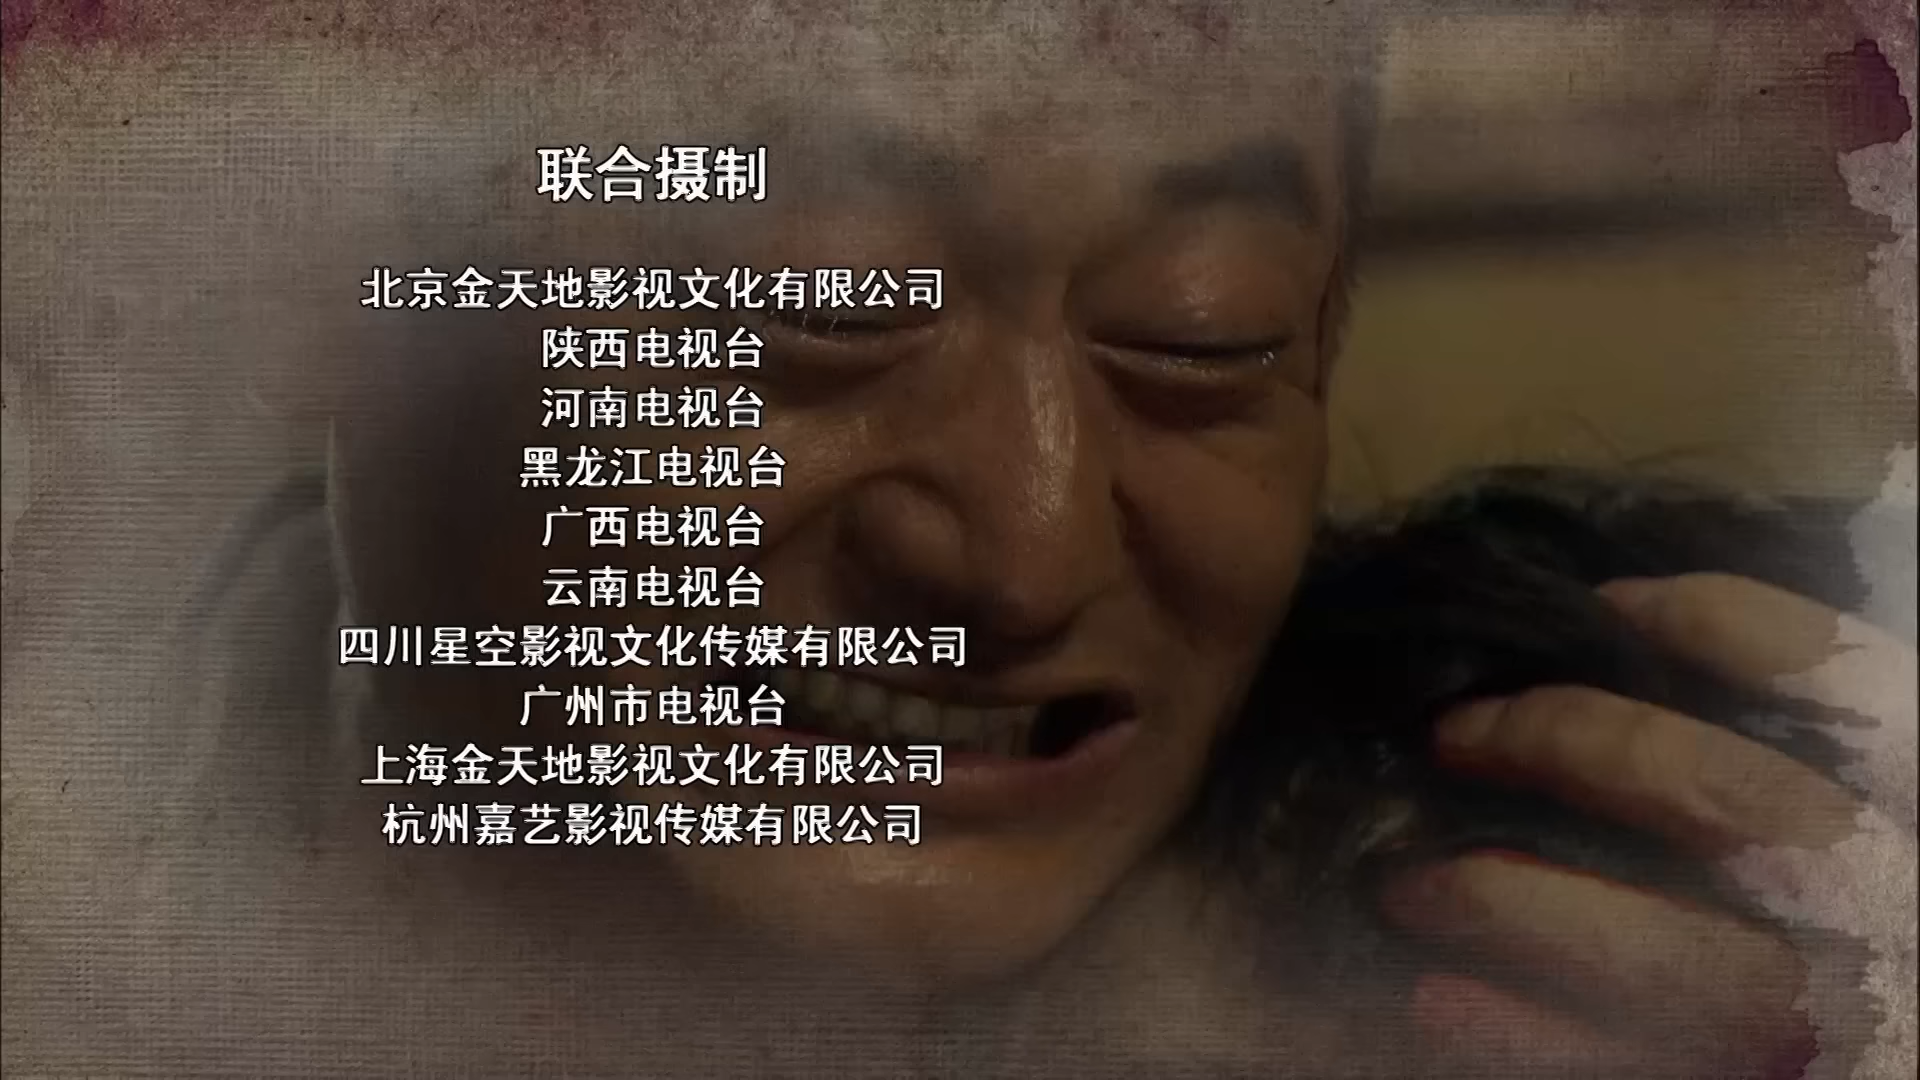 联合摄制
北京金天地影视文化有限公司
陕西电视台
河南电视台
黑龙江电视台
广西电视台
云南电视台
四川星空影视文化传媒有限公司
广州市电视台
上海金天地影视文化有限公司
杭州嘉艺影视传媒有限公司